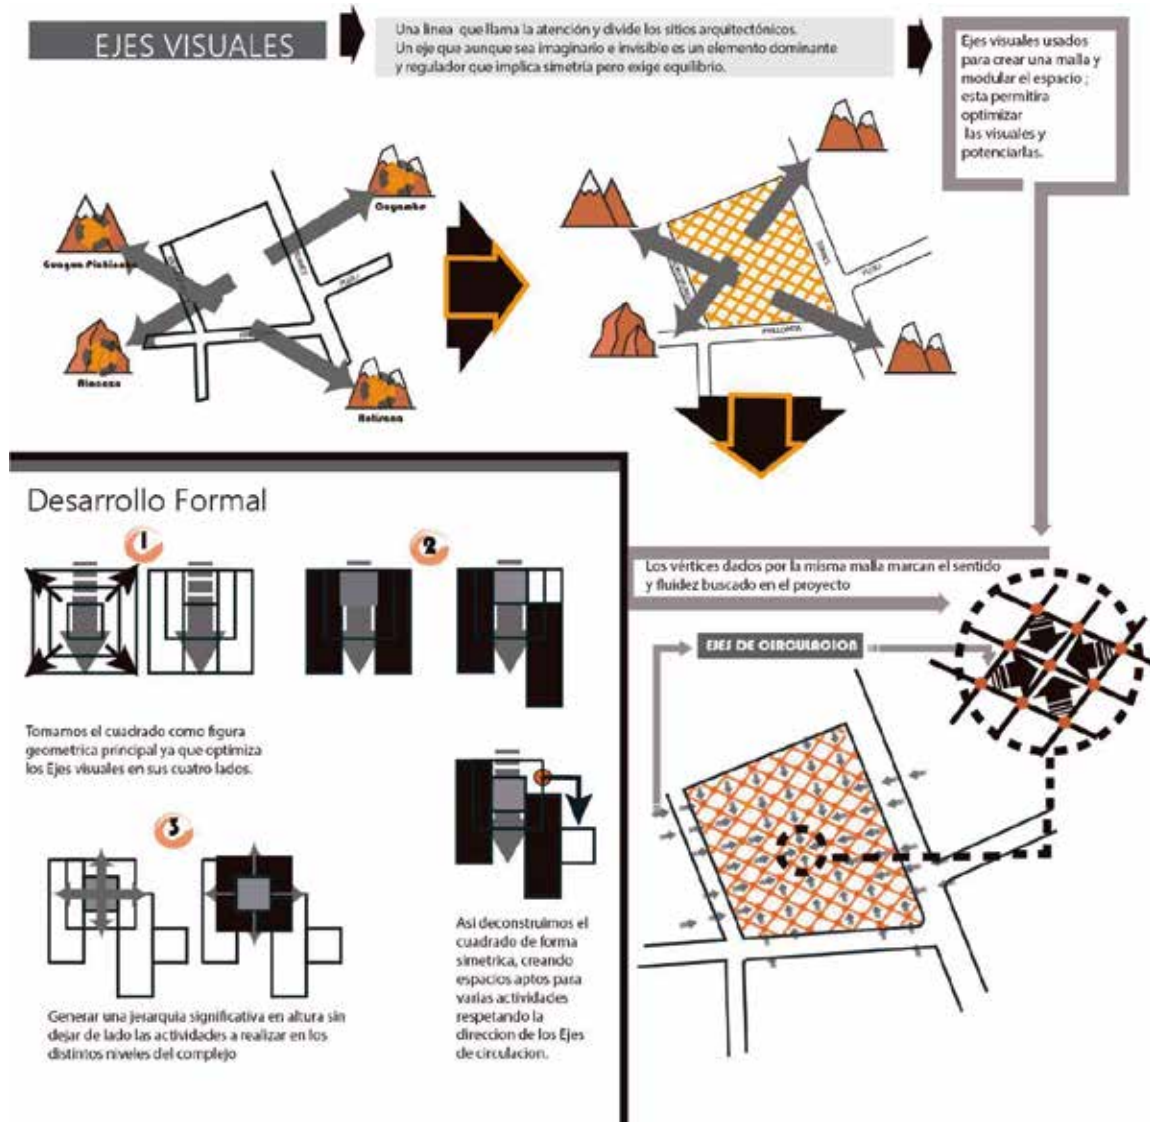 EJES VISUALES
Una linea que llama la atención y divide los sitios arquitectónicos.
Un eje que aunque sea imaginario e invisible es un elemento dominante
y regulador que implica simetría pero exige equilibrio.
Ejes visuales usados
para crear una malla y
modular el espacio ;
esta permitira
optimizar
las visuales y
potenciarlas.
Desarrollo Formal
1
2
Tomamos el cuadrado como figura
geometrica principal ya que optimiza
los Ejes visuales en sus cuatro lados.
3
Generar una jerarquia significativa en altura sin
dejar de lado las actividades a realizar en los
distintos niveles del complejo
Asi deconstruimos el
cuadrado de forma
simetrica, creando
espacios aptos para
varias actividades
respetando la
direccion de los Ejes
de circulacion.
Los vértices dados por la misma malla marcan el sentido
y fluidez buscado en el proyecto
EJES DE CIRCULACION